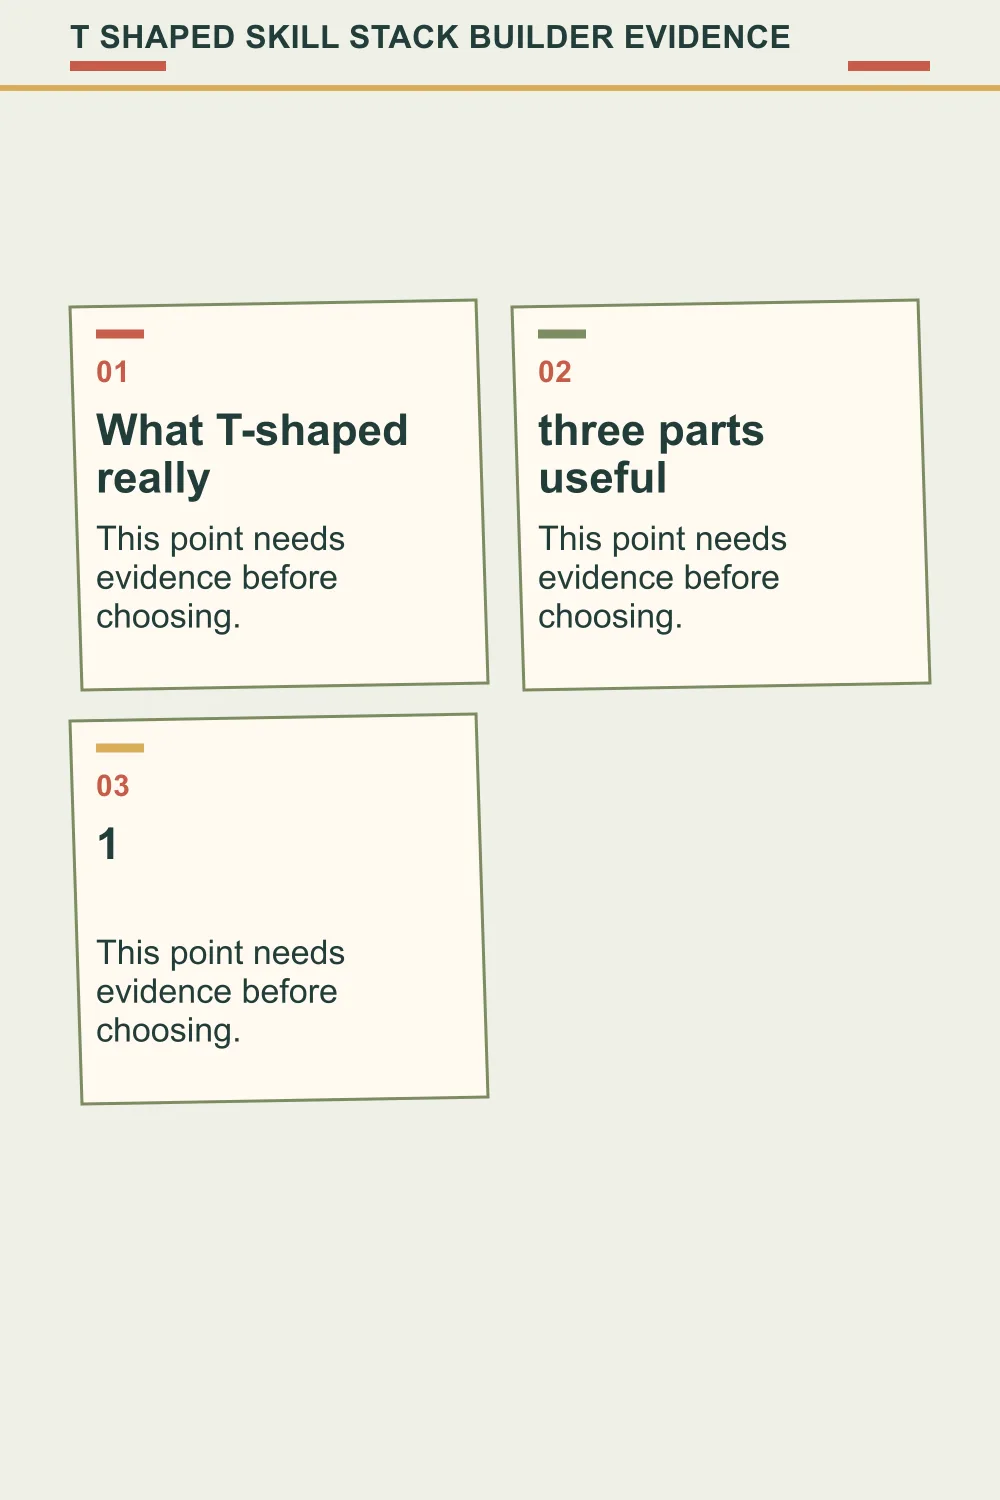 T SHAPED SKILL STACK BUILDER EVIDENCE
01
What T-shaped
really
This point needs
evidence before
choosing.
02
three parts
useful
This point needs
evidence before
choosing.
03
1
This point needs
evidence before
choosing.